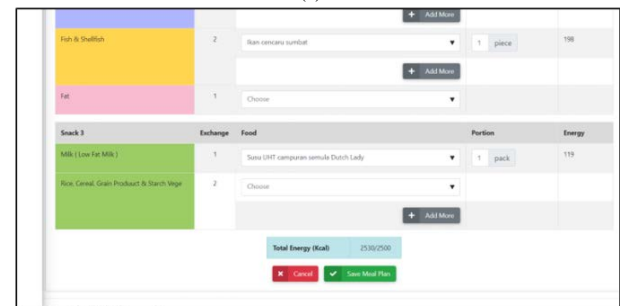 + Add More
Fish & Shellfish 2 Ikan cencaru sumbat ▼ 1 piece 198
+ Add More
Fat 1 Choose ▼
Snack 3 Exchange Food Portion Energy
Milk ( Low Fat Milk ) 1 Susu UHT campuran semula Dutch Lady ▼ 1 pack 119
Rice, Cereal, Grain Product & Starch Vege 2 Choose ▼
+ Add More
Total Energy (Kcal) 2530/2500
✖ Cancel ✔ Save Meal Plan